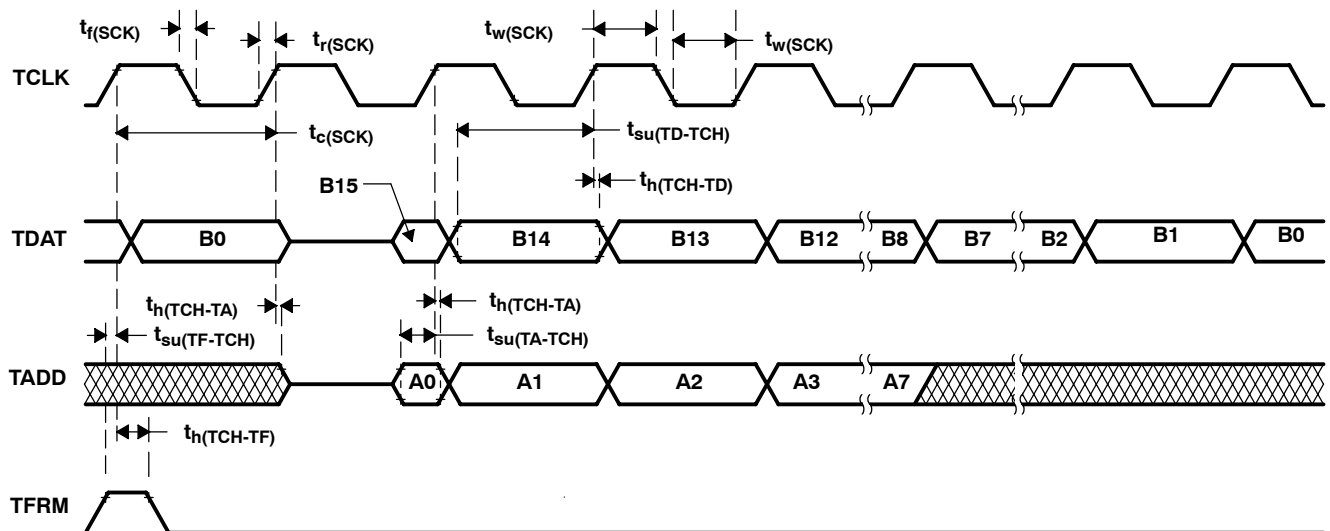 tf(SCK)
tr(SCK)
tw(SCK)
tw(SCK)
TCLK
tc(SCK)
tsu(TD-TCH)
th(TCH-TD)
B15
TDAT
B0
B14
B13
B12
B8
B7
B2
B1
B0
th(TCH-TA)
th(TCH-TA)
tsu(TF-TCH)
tsu(TA-TCH)
TADD
A0
A1
A2
A3
A7
th(TCH-TF)
TFRM